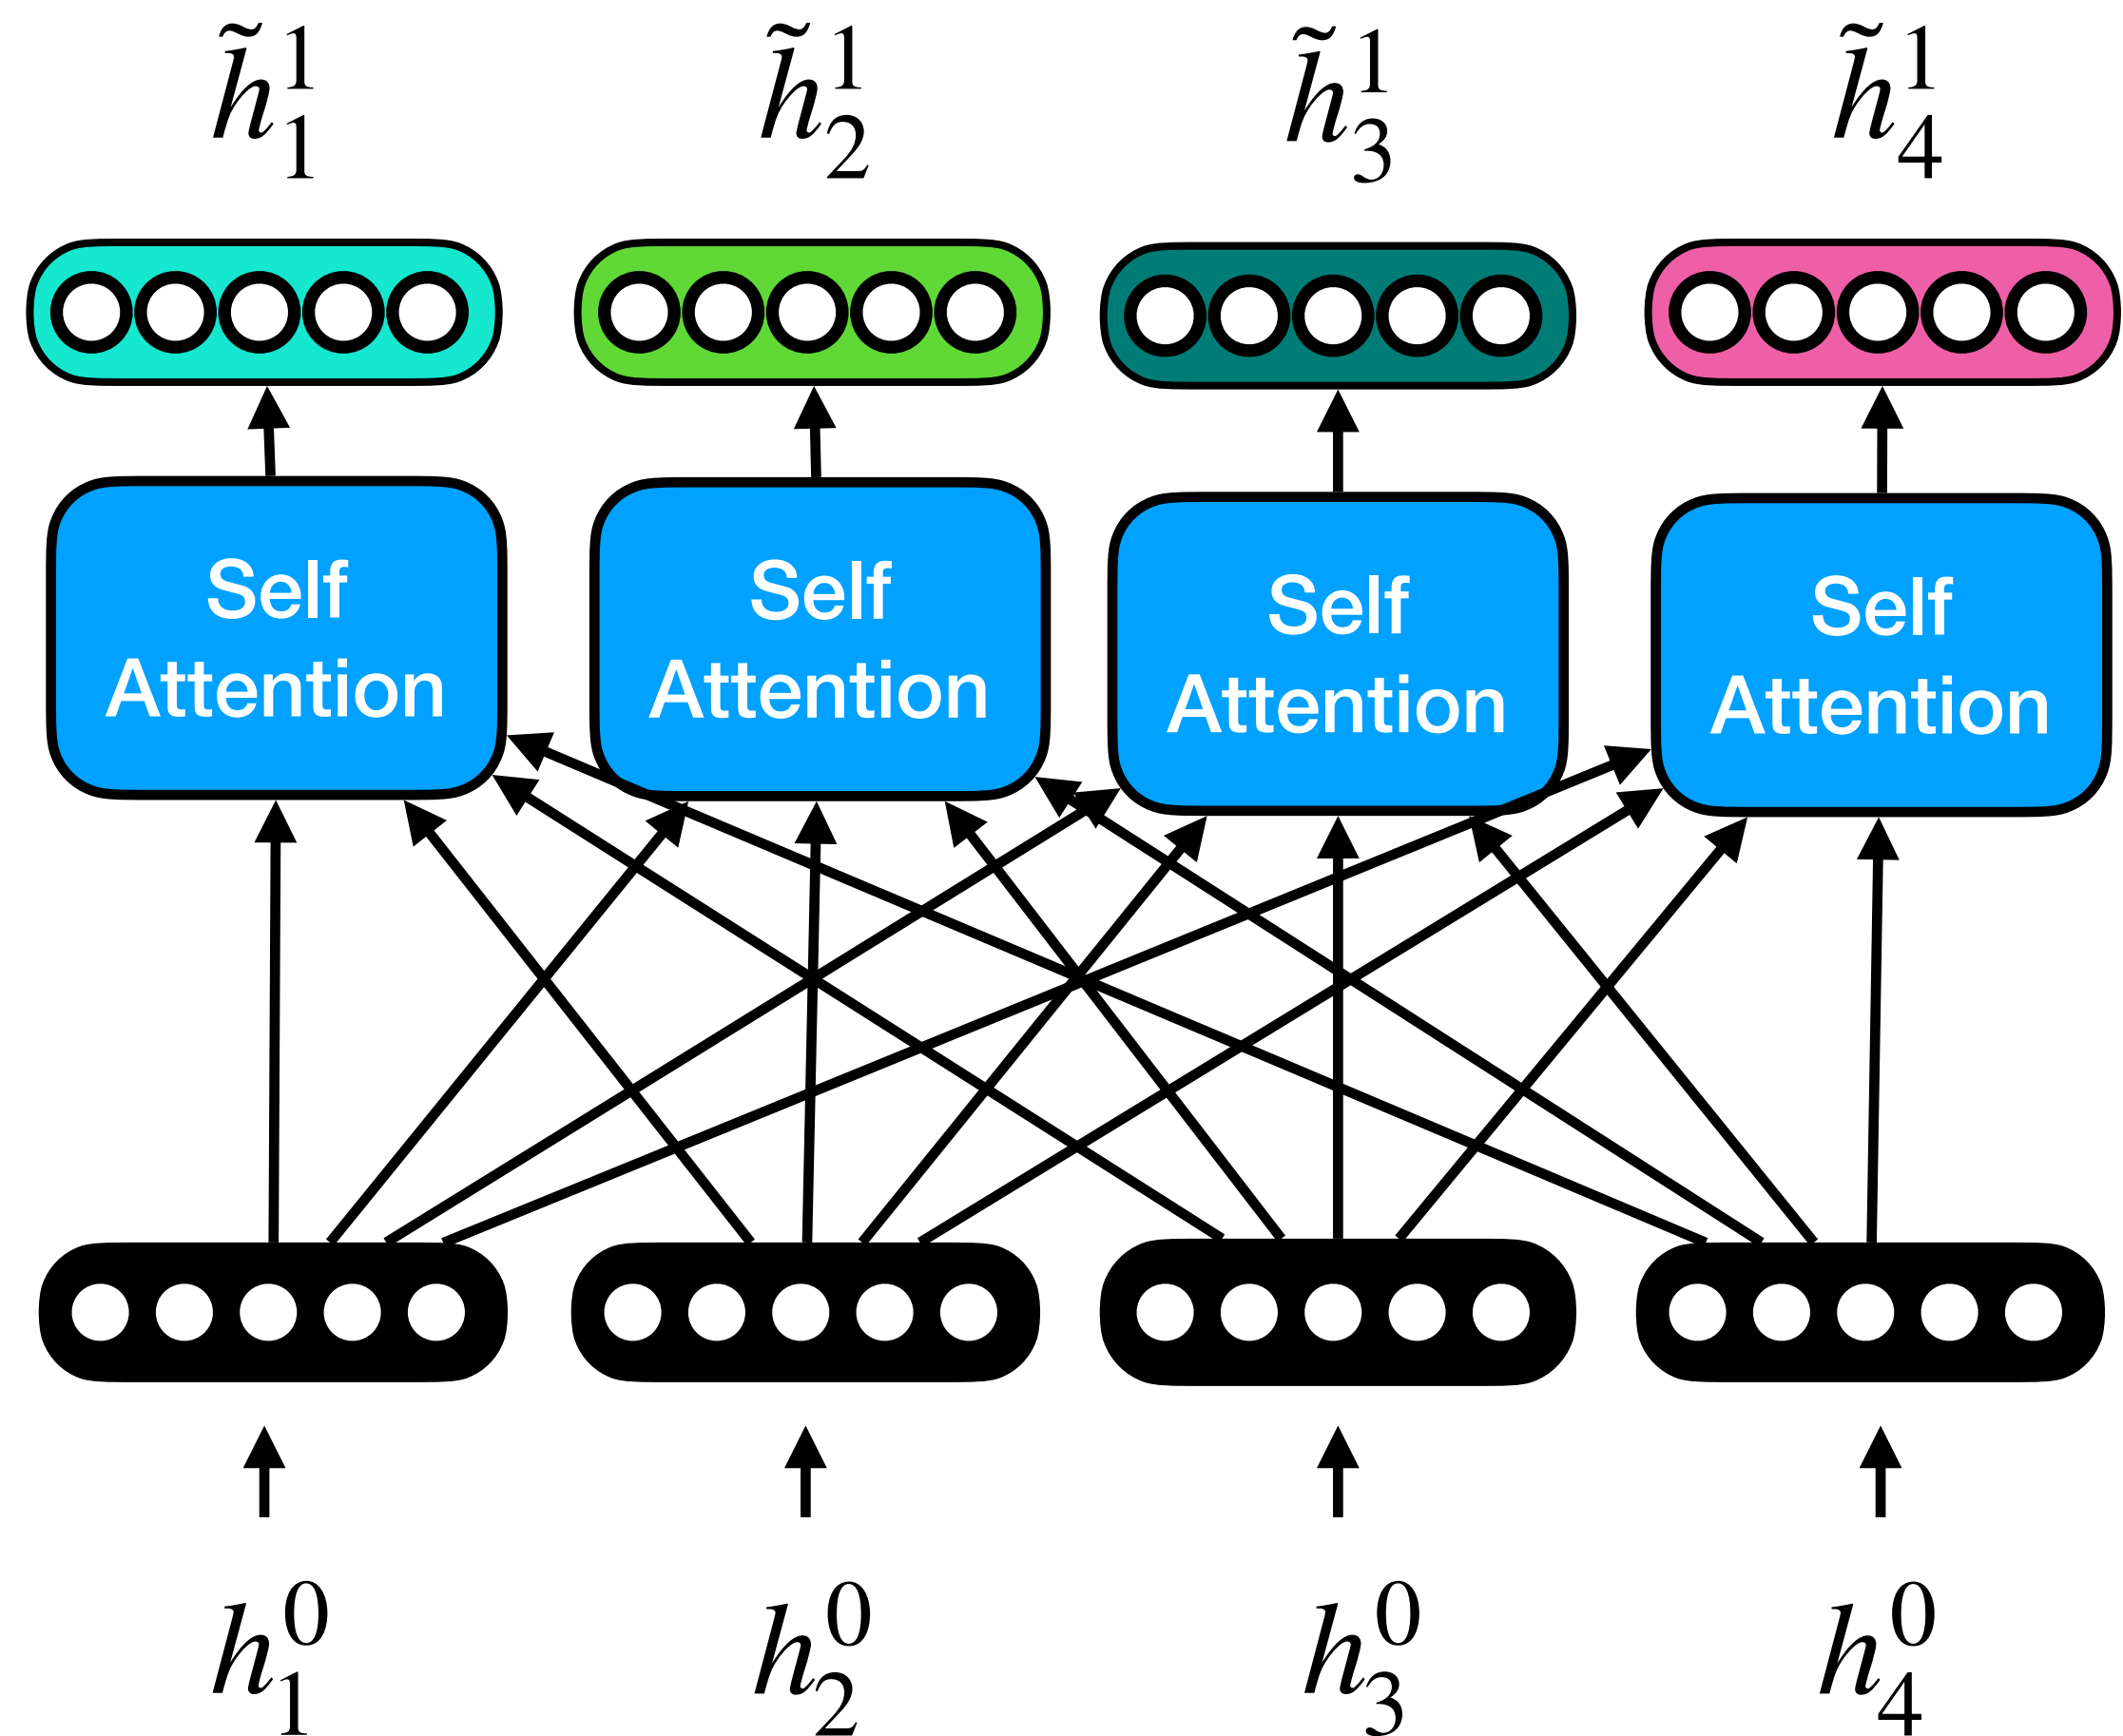 h̃₁¹ h̃₂¹ h̃₃¹ h̃₄¹
Self Self Self Self
Attention Attention Attention Attention
h₁⁰ h₂⁰ h₃⁰ h₄⁰